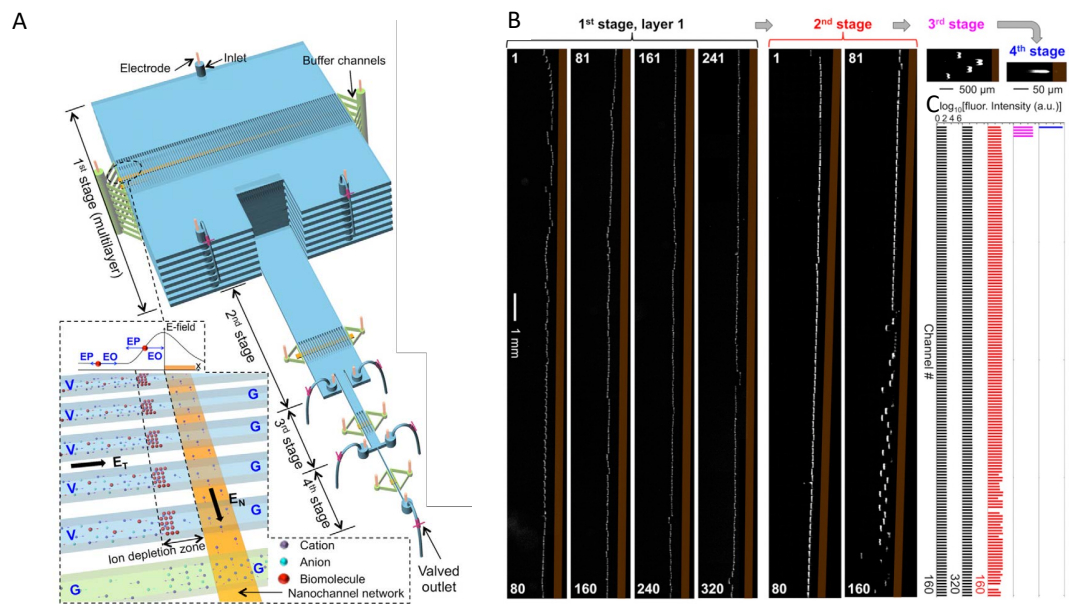 A
Electrode
Inlet
Buffer channels
1st stage (multilayer)
2nd stage
3rd stage
4th stage
E-field
EP EO
EP
EO
x
V
G
V
G
V
G
V
G
V
G
ET
EN
Ion depletion zone
G
G
Cation
Anion
Biomolecule
Nanochannel network
Valved
outlet
B
1st stage, layer 1
2nd stage
3rd stage
4th stage
1
81
161
241
1
81
500 μm
50 μm
1 mm
80
160
240
320
80
160
C
log10[fluor. Intensity (a.u.)]
0 2 4 6
Channel #
160
320
160